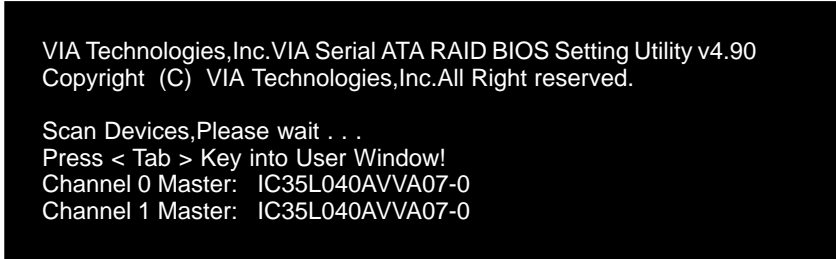 VIA Technologies,Inc.VIA Serial ATA RAID BIOS Setting Utility v4.90
Copyright (C) VIA Technologies,Inc.All Right reserved.
Scan Devices,Please wait . . .
Press < Tab > Key into User Window!
Channel 0 Master: IC35L040AVVA07-0
Channel 1 Master: IC35L040AVVA07-0